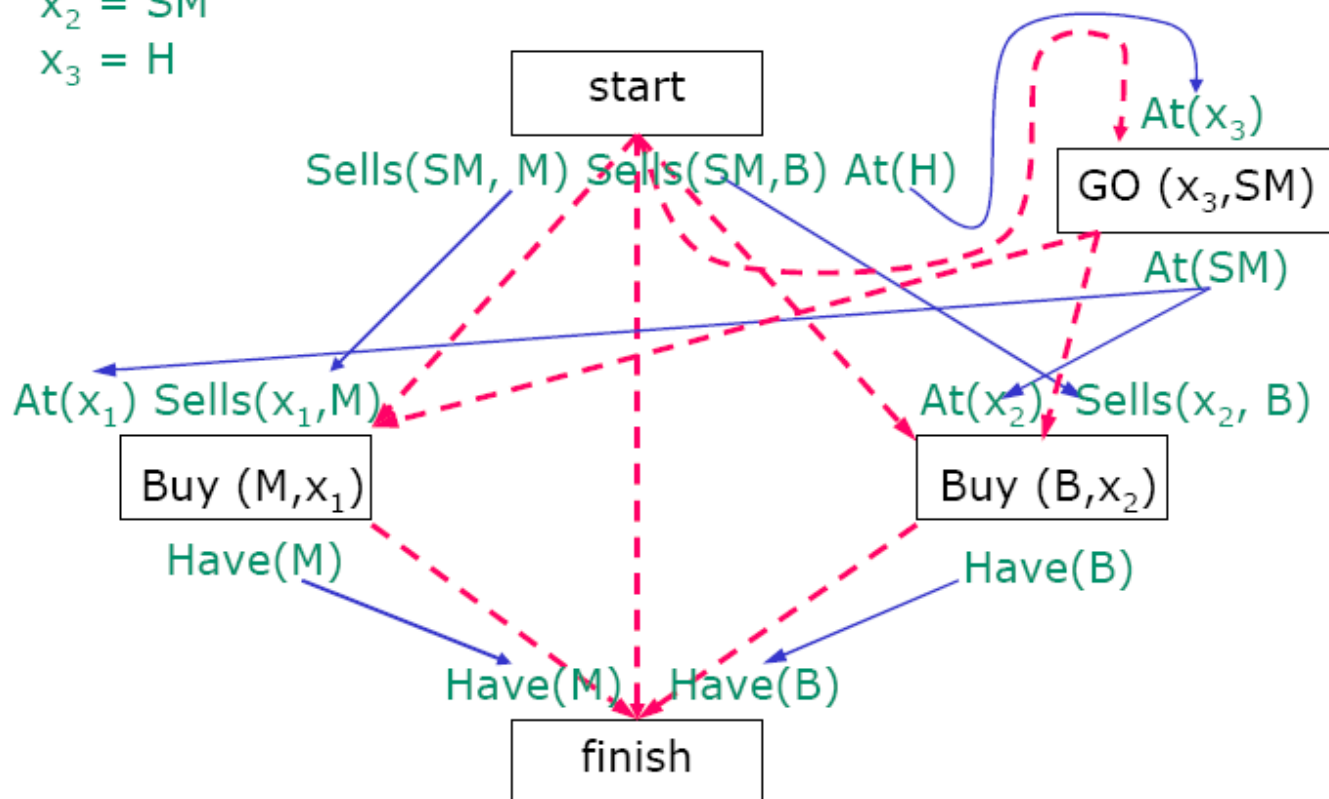 x₂ = SM
x₃ = H
start
At(x₃)
Sells(SM, M) Sells(SM,B) At(H)
GO (x₃,SM)
At(SM)
At(x₁) Sells(x₁,M)
At(x₂) Sells(x₂, B)
Buy (M,x₁)
Buy (B,x₂)
Have(M)
Have(B)
Have(M) Have(B)
finish